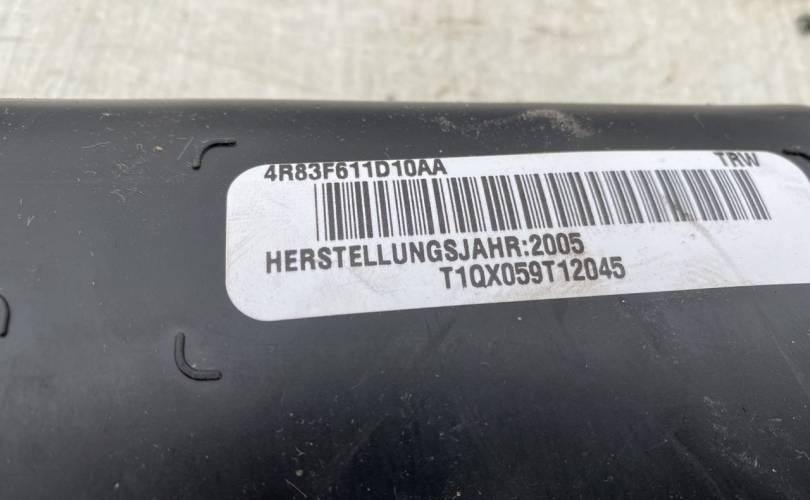 4R83F611D10AA TRW
HERSTELLUNGSJAHR:2005
T1QX059T12045